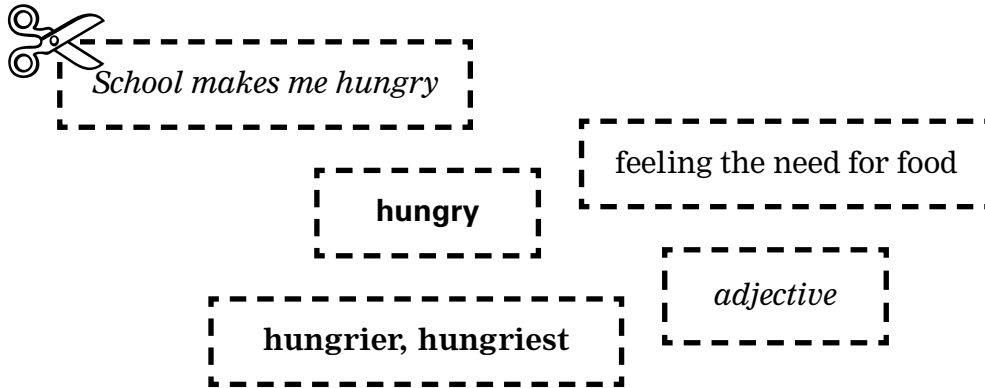 School makes me hungry
feeling the need for food
hungry
adjective
hungrier, hungriest